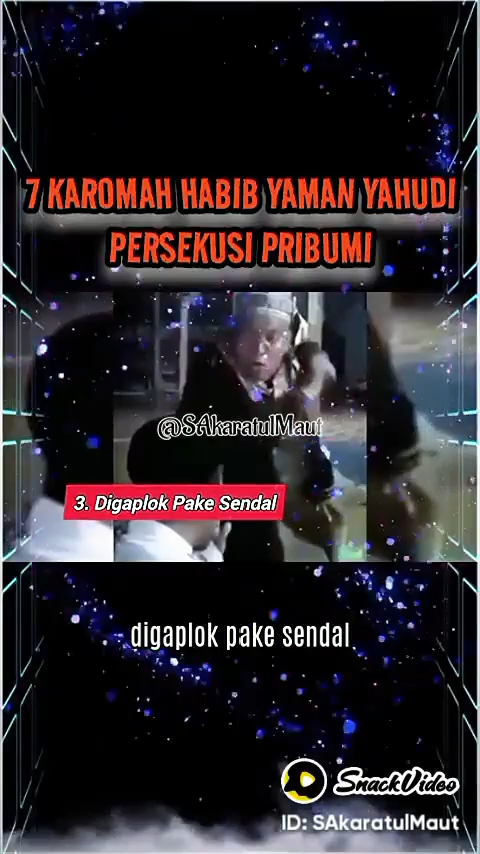 7 KAROMAH HABIB YAMAN YAHUDI
PERSEKUSI PRIBUMI
@SAkaratulMaut
3. Digaplok Pake Sendal
digaplok pake sendal
SnackVideo
ID: SAkaratulMaut